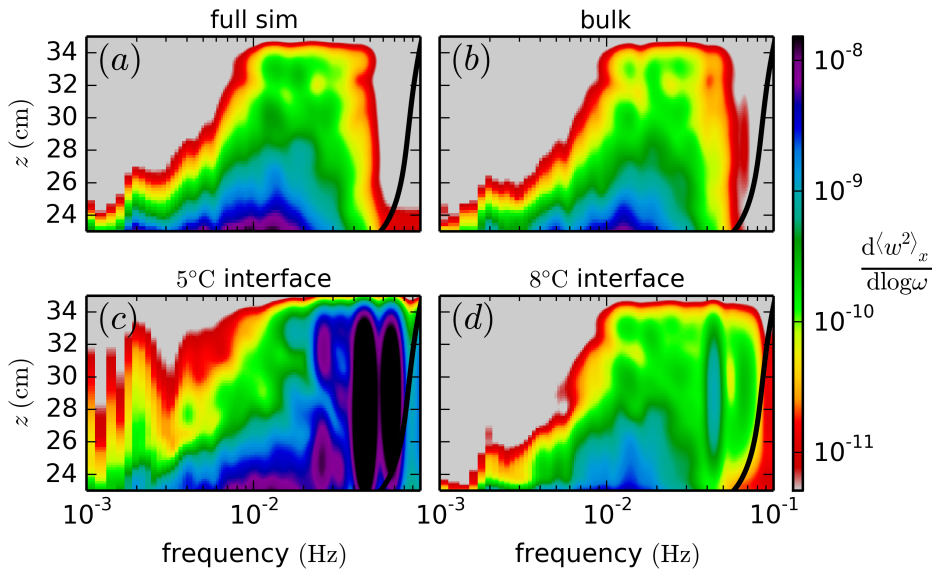 full sim
bulk
(a)
(b)
34
32
30
28
26
24
z (cm)
5°C interface
8°C interface
(c)
(d)
34
32
30
28
26
24
z (cm)
10⁻³
10⁻²
10⁻³
10⁻²
10⁻¹
frequency (Hz)
frequency (Hz)
10⁻⁸
10⁻⁹
10⁻¹⁰
10⁻¹¹
d⟨w²⟩ₓ
dlogω